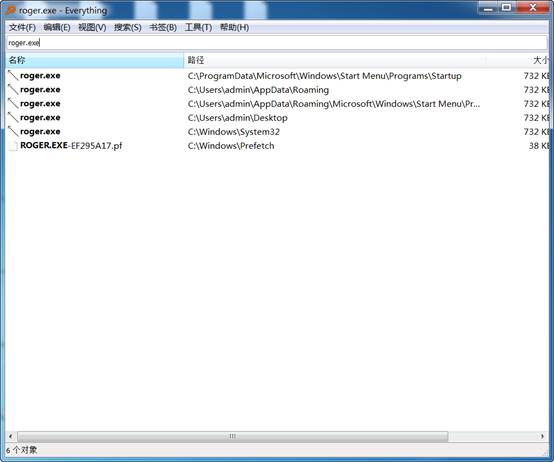 roger.exe - Everything
文件(F) 编辑(E) 视图(V) 搜索(S) 书签(B) 工具(T) 帮助(H)
roger.exe
名称 路径 大小
roger.exe C:\ProgramData\Microsoft\Windows\Start Menu\Programs\Startup 732 KB
roger.exe C:\Users\admin\AppData\Roaming 732 KB
roger.exe C:\Users\admin\AppData\Roaming\Microsoft\Windows\Start Menu\Pr... 732 KB
roger.exe C:\Users\admin\Desktop 732 KB
roger.exe C:\Windows\System32 732 KB
ROGER.EXE-EF295A17.pf C:\Windows\Prefetch 38 KB
6 个对象